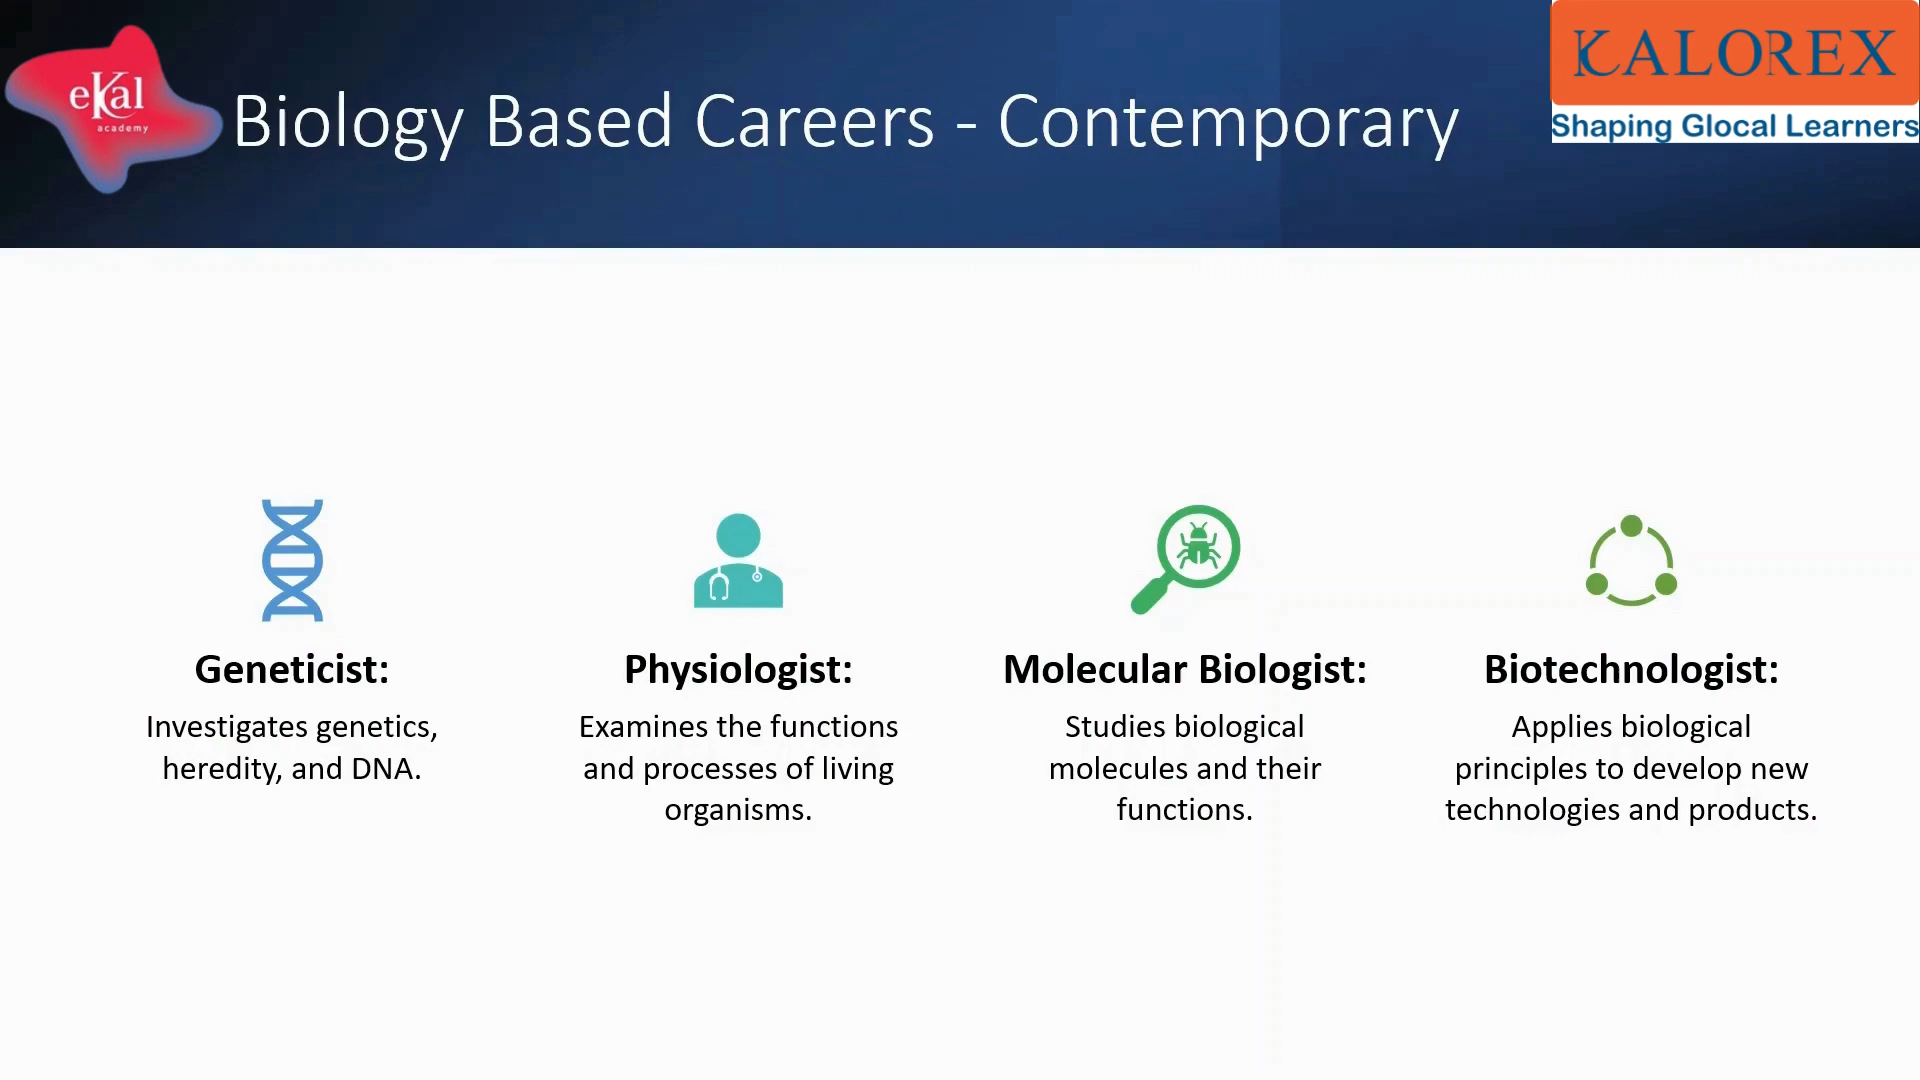 eKal
academy
Biology Based Careers - Contemporary
KALOREX
Shaping Glocal Learners
Geneticist:
Investigates genetics,
heredity, and DNA.
Physiologist:
Examines the functions
and processes of living
organisms.
Molecular Biologist:
Studies biological
molecules and their
functions.
Biotechnologist:
Applies biological
principles to develop new
technologies and products.